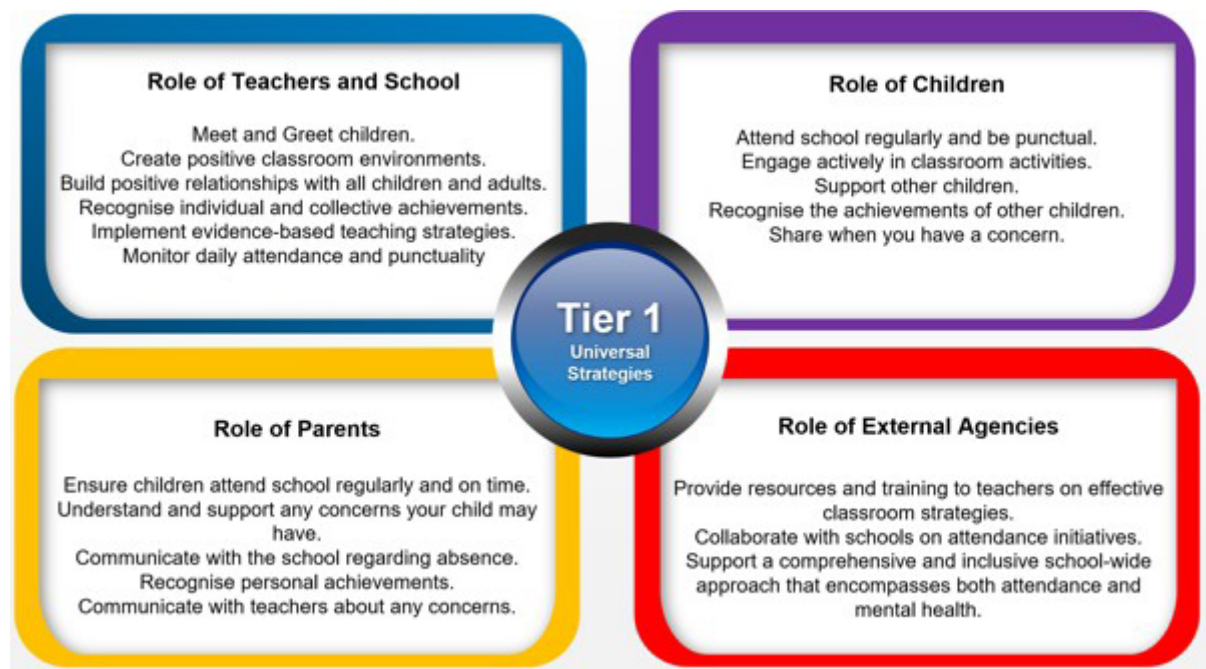 Role of Teachers and School
Meet and Greet children.
Create positive classroom environments.
Build positive relationships with all children and adults.
Recognise individual and collective achievements.
Implement evidence-based teaching strategies.
Monitor daily attendance and punctuality
Role of Children
Attend school regularly and be punctual.
Engage actively in classroom activities.
Support other children.
Recognise the achievements of other children.
Share when you have a concern.
Tier 1
Universal
Strategies
Role of Parents
Ensure children attend school regularly and on time.
Understand and support any concerns your child may
have.
Communicate with the school regarding absence.
Recognise personal achievements.
Communicate with teachers about any concerns.
Role of External Agencies
Provide resources and training to teachers on effective
classroom strategies.
Collaborate with schools on attendance initiatives.
Support a comprehensive and inclusive school-wide
approach that encompasses both attendance and
mental health.